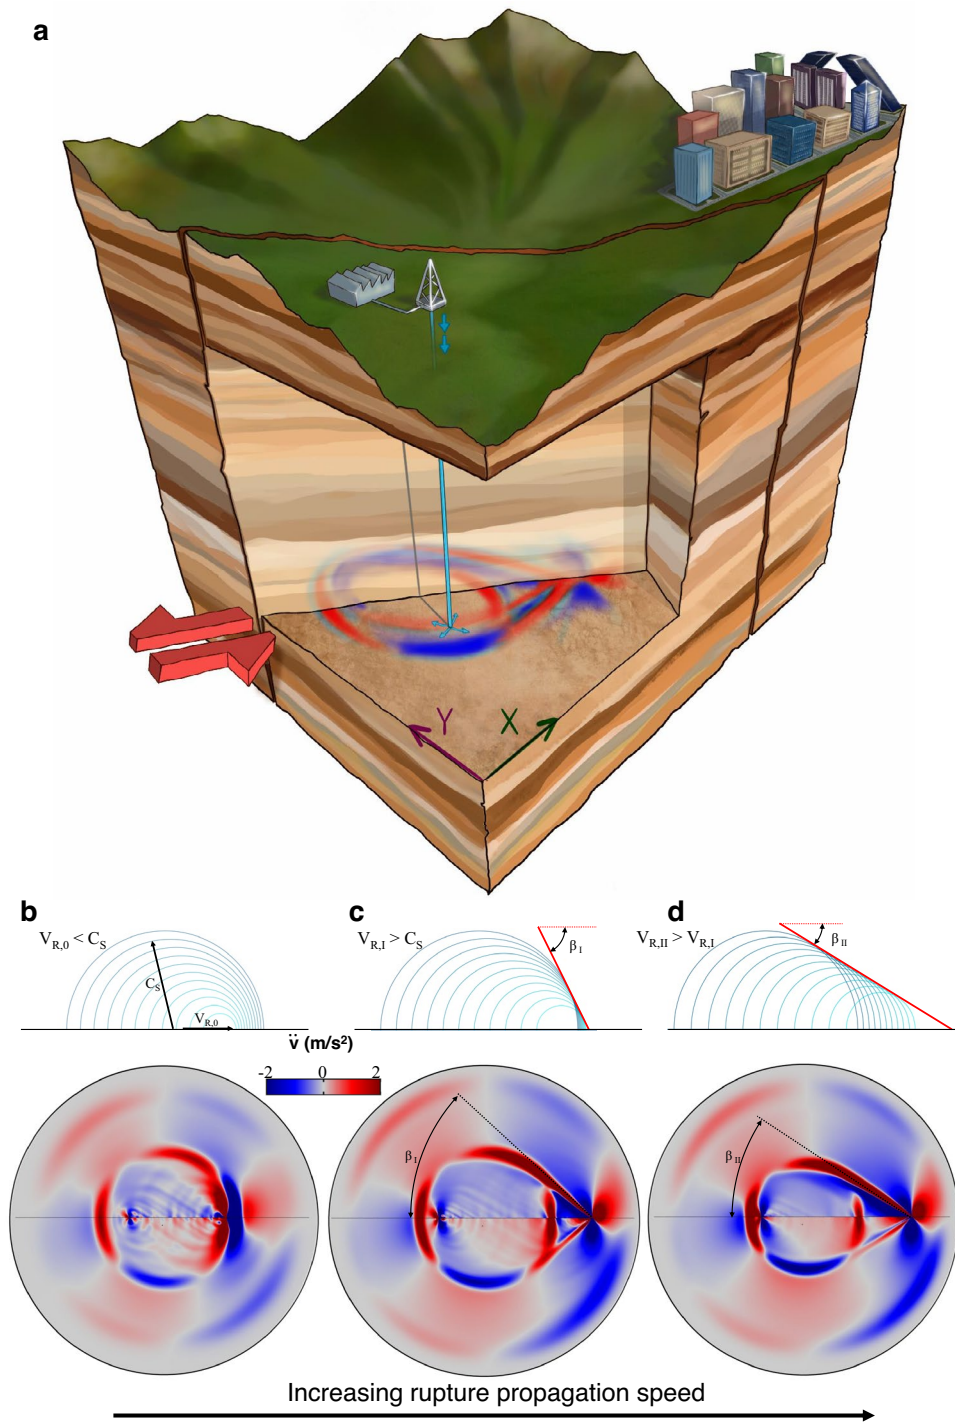 a
Y
X
b
c
d
V_R,0 < C_S
V_R,I > C_S
V_R,II > V_R,I
β_I
β_II
C_S
V_R,0
v̈ (m/s²)
-2 0 2
β_I
β_II
Increasing rupture propagation speed